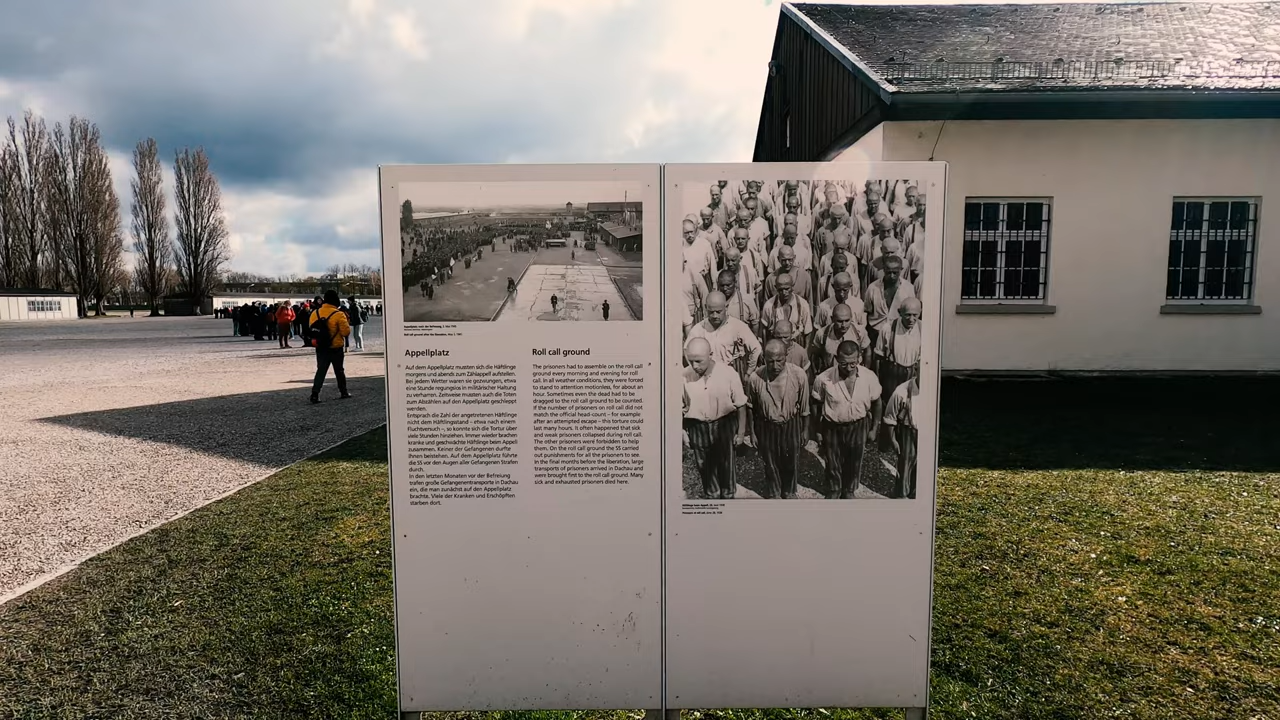 Appellplatz
Auf dem Appellplatz mussten sich die Häftlinge
morgens und abends zum Zählappell aufstellen.
Bei jedem Wetter waren sie gezwungen, etwa
eine Stunde regungslos in militärischer Haltung
zu verharren. Zeitweise mussten auch die Toten
zum Abzählen auf den Appellplatz geschleppt
werden.
Entsprach die Zahl der angetretenen Häftlinge
nicht dem Häftlingsstand – etwa nach einem
Fluchtversuch –, so konnte sich die Tortur über
viele Stunden hinziehen. Immer wieder brachen
kranke und geschwächte Häftlinge beim Appell
zusammen. Keiner der Gefangenen durfte
ihnen beistehen. Auf dem Appellplatz führte
die SS vor den Augen aller Gefangenen Strafen
durch.
In den letzten Monaten vor der Befreiung
trafen große Gefangenentransporte in Dachau
ein, die man zunächst auf den Appellplatz
brachte. Viele der Kranken und Erschöpften
starben dort.
Roll call ground
The prisoners had to assemble on the roll call
ground every morning and evening for roll
call. In all weather conditions, they were forced
to stand to attention motionless, for about an
hour. Sometimes even the dead had to be
dragged to the roll call ground to be counted.
If the number of prisoners on roll call did not
match the official head-count – for example
after an attempted escape – this torture could
last many hours. It often happened that sick
and weak prisoners collapsed during roll call.
The other prisoners were forbidden to help
them. On the roll call ground the SS carried
out punishments for all the prisoners to see.
In the final months before the liberation, large
transports of prisoners arrived in Dachau and
were brought first to the roll call ground. Many
sick and exhausted prisoners died here.